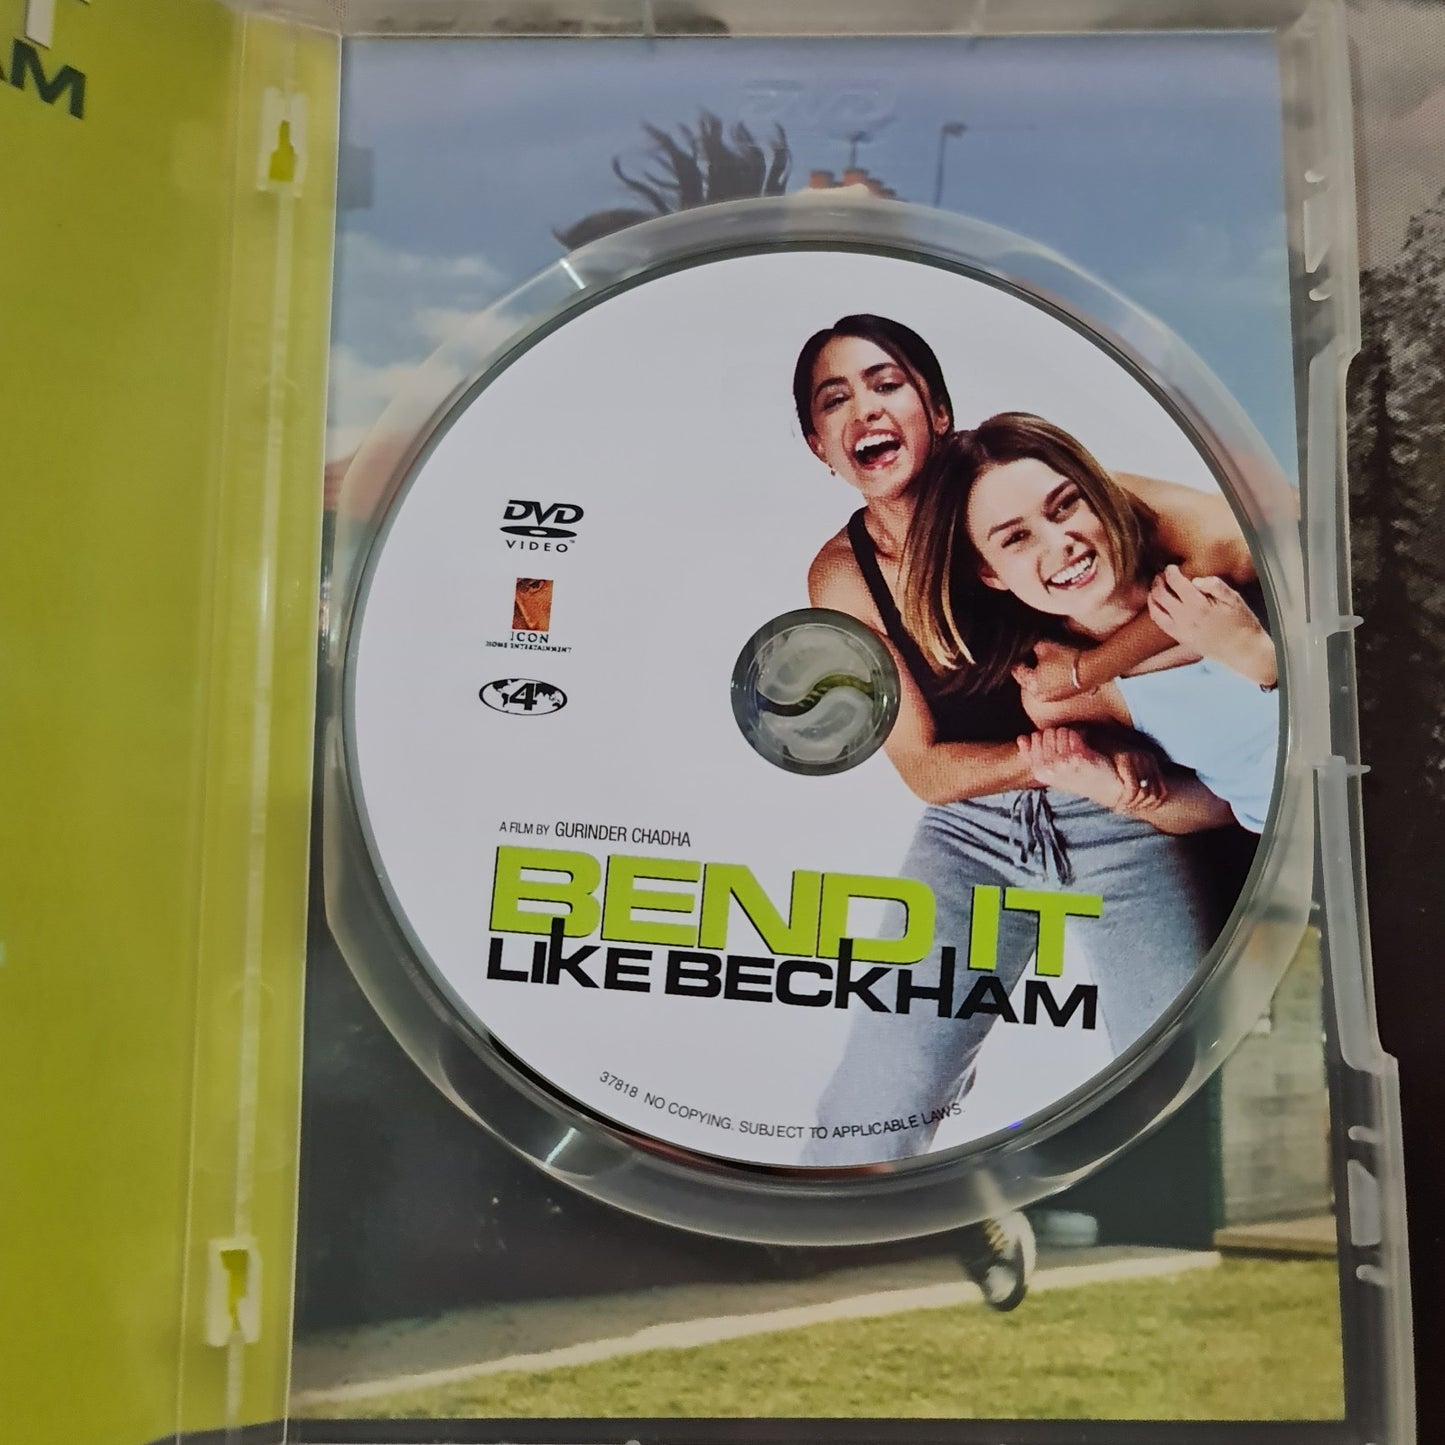 T
AM
DVD
DVD
VIDEO™
ICON
HOME ENTERTAINMENT
4
A FILM BY GURINDER CHADHA
BEND IT
LIKE BECKHAM
37818 NO COPYING. SUBJECT TO APPLICABLE LAWS.